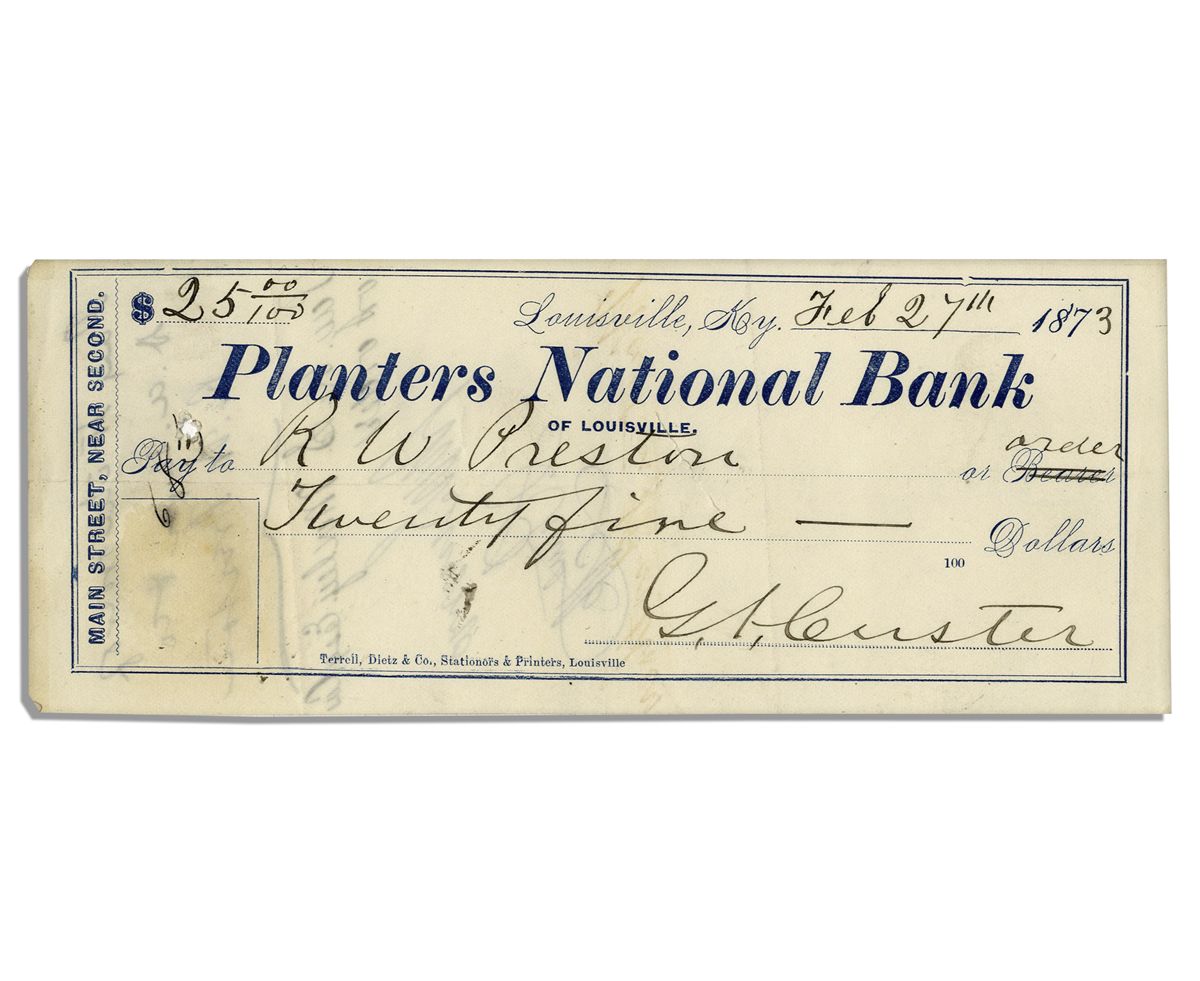 MAIN STREET, NEAR SECOND.
$ 25 00/100
Louisville, Ky. Feb 27th 1873
Planters National Bank
OF LOUISVILLE.
Pay to R W Preston or Bearer order
Twenty five — Dollars
100
G A Custer
Terrell, Dietz & Co., Stationers & Printers, Louisville